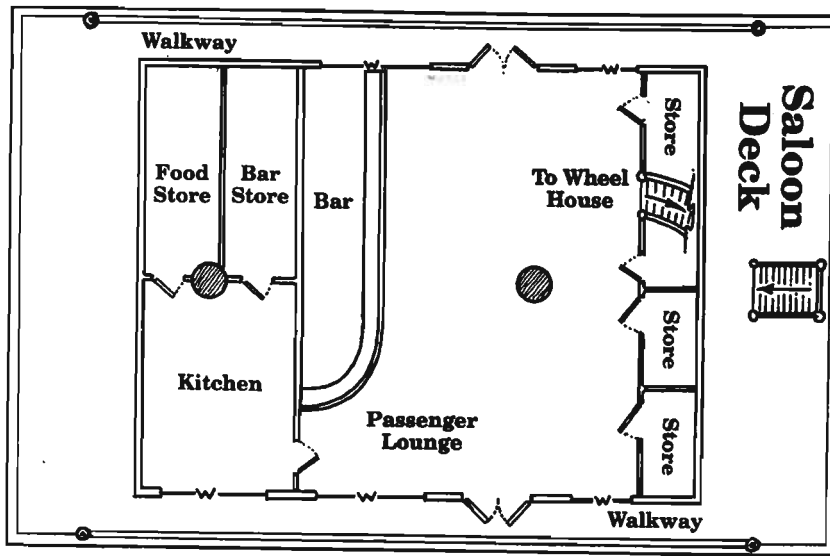 Walkway
Saloon
Deck
Store
Food
Store
Bar
Store
Bar
To Wheel
House
Store
Kitchen
Passenger
Lounge
Store
Walkway